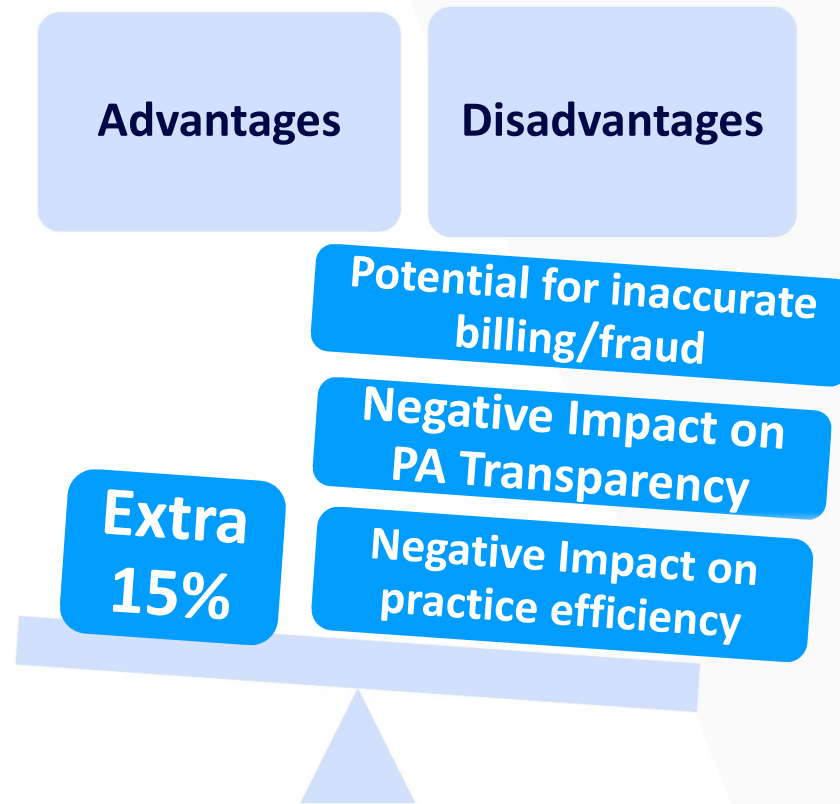 Advantages
Disadvantages
Potential for inaccurate
billing/fraud
Negative Impact on
PA Transparency
Extra
15%
Negative Impact on
practice efficiency